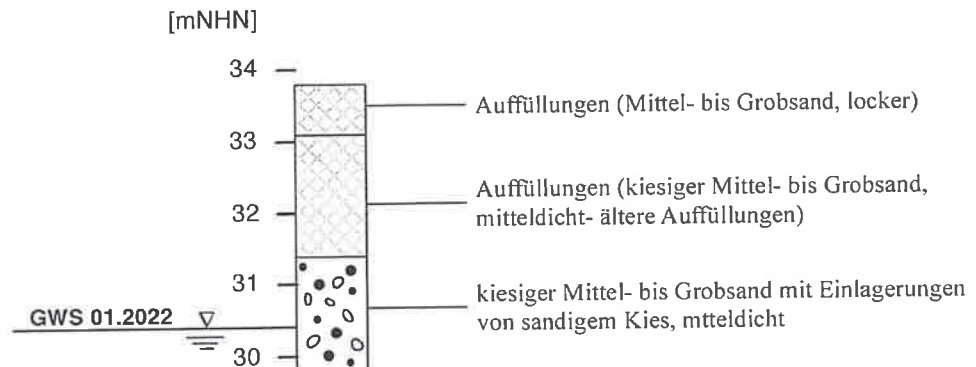 [mNHN]
34
Auffüllungen (Mittel- bis Grobsand, locker)
33
Auffüllungen (kiesiger Mittel- bis Grobsand,
32
mitteldicht- ältere Auffüllungen)
31
kiesiger Mittel- bis Grobsand mit Einlagerungen
von sandigem Kies, mtteldicht
GWS 01.2022
30